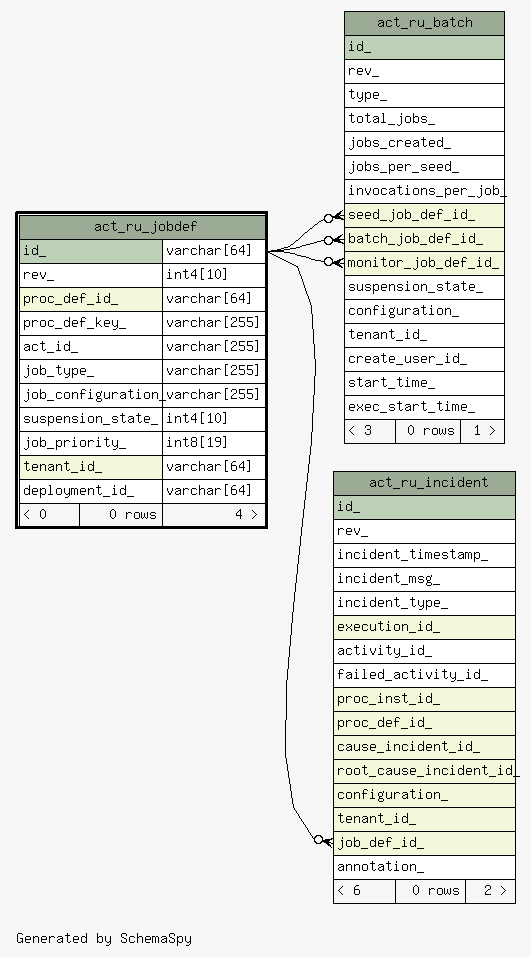 act_ru_batch
id_
rev_
type_
total_jobs_
jobs_created_
jobs_per_seed_
invocations_per_job_
seed_job_def_id_
batch_job_def_id_
monitor_job_def_id_
suspension_state_
configuration_
tenant_id_
create_user_id_
start_time_
exec_start_time_
< 3 0 rows 1 >
act_ru_jobdef
id_ varchar[64]
rev_ int4[10]
proc_def_id_ varchar[64]
proc_def_key_ varchar[255]
act_id_ varchar[255]
job_type_ varchar[255]
job_configuration_ varchar[255]
suspension_state_ int4[10]
job_priority_ int8[19]
tenant_id_ varchar[64]
deployment_id_ varchar[64]
< 0 0 rows 4 >
act_ru_incident
id_
rev_
incident_timestamp_
incident_msg_
incident_type_
execution_id_
activity_id_
failed_activity_id_
proc_inst_id_
proc_def_id_
cause_incident_id_
root_cause_incident_id_
configuration_
tenant_id_
job_def_id_
annotation_
< 6 0 rows 2 >
Generated by SchemaSpy